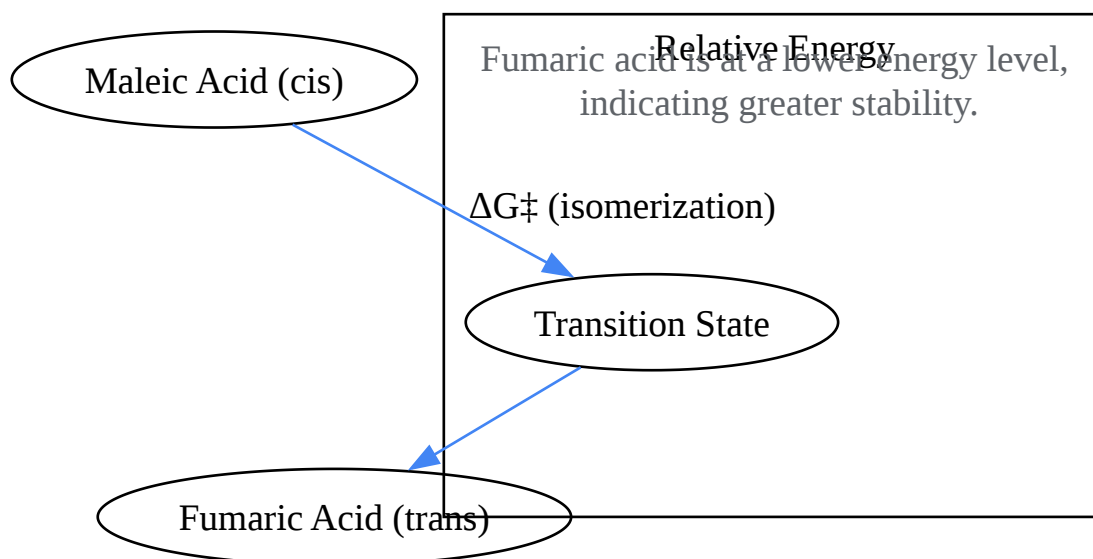 Relative Energy
Fumaric acid is at a lower energy level,
indicating greater stability.
Maleic Acid (cis)
ΔG‡ (isomerization)
Transition State
Fumaric Acid (trans)